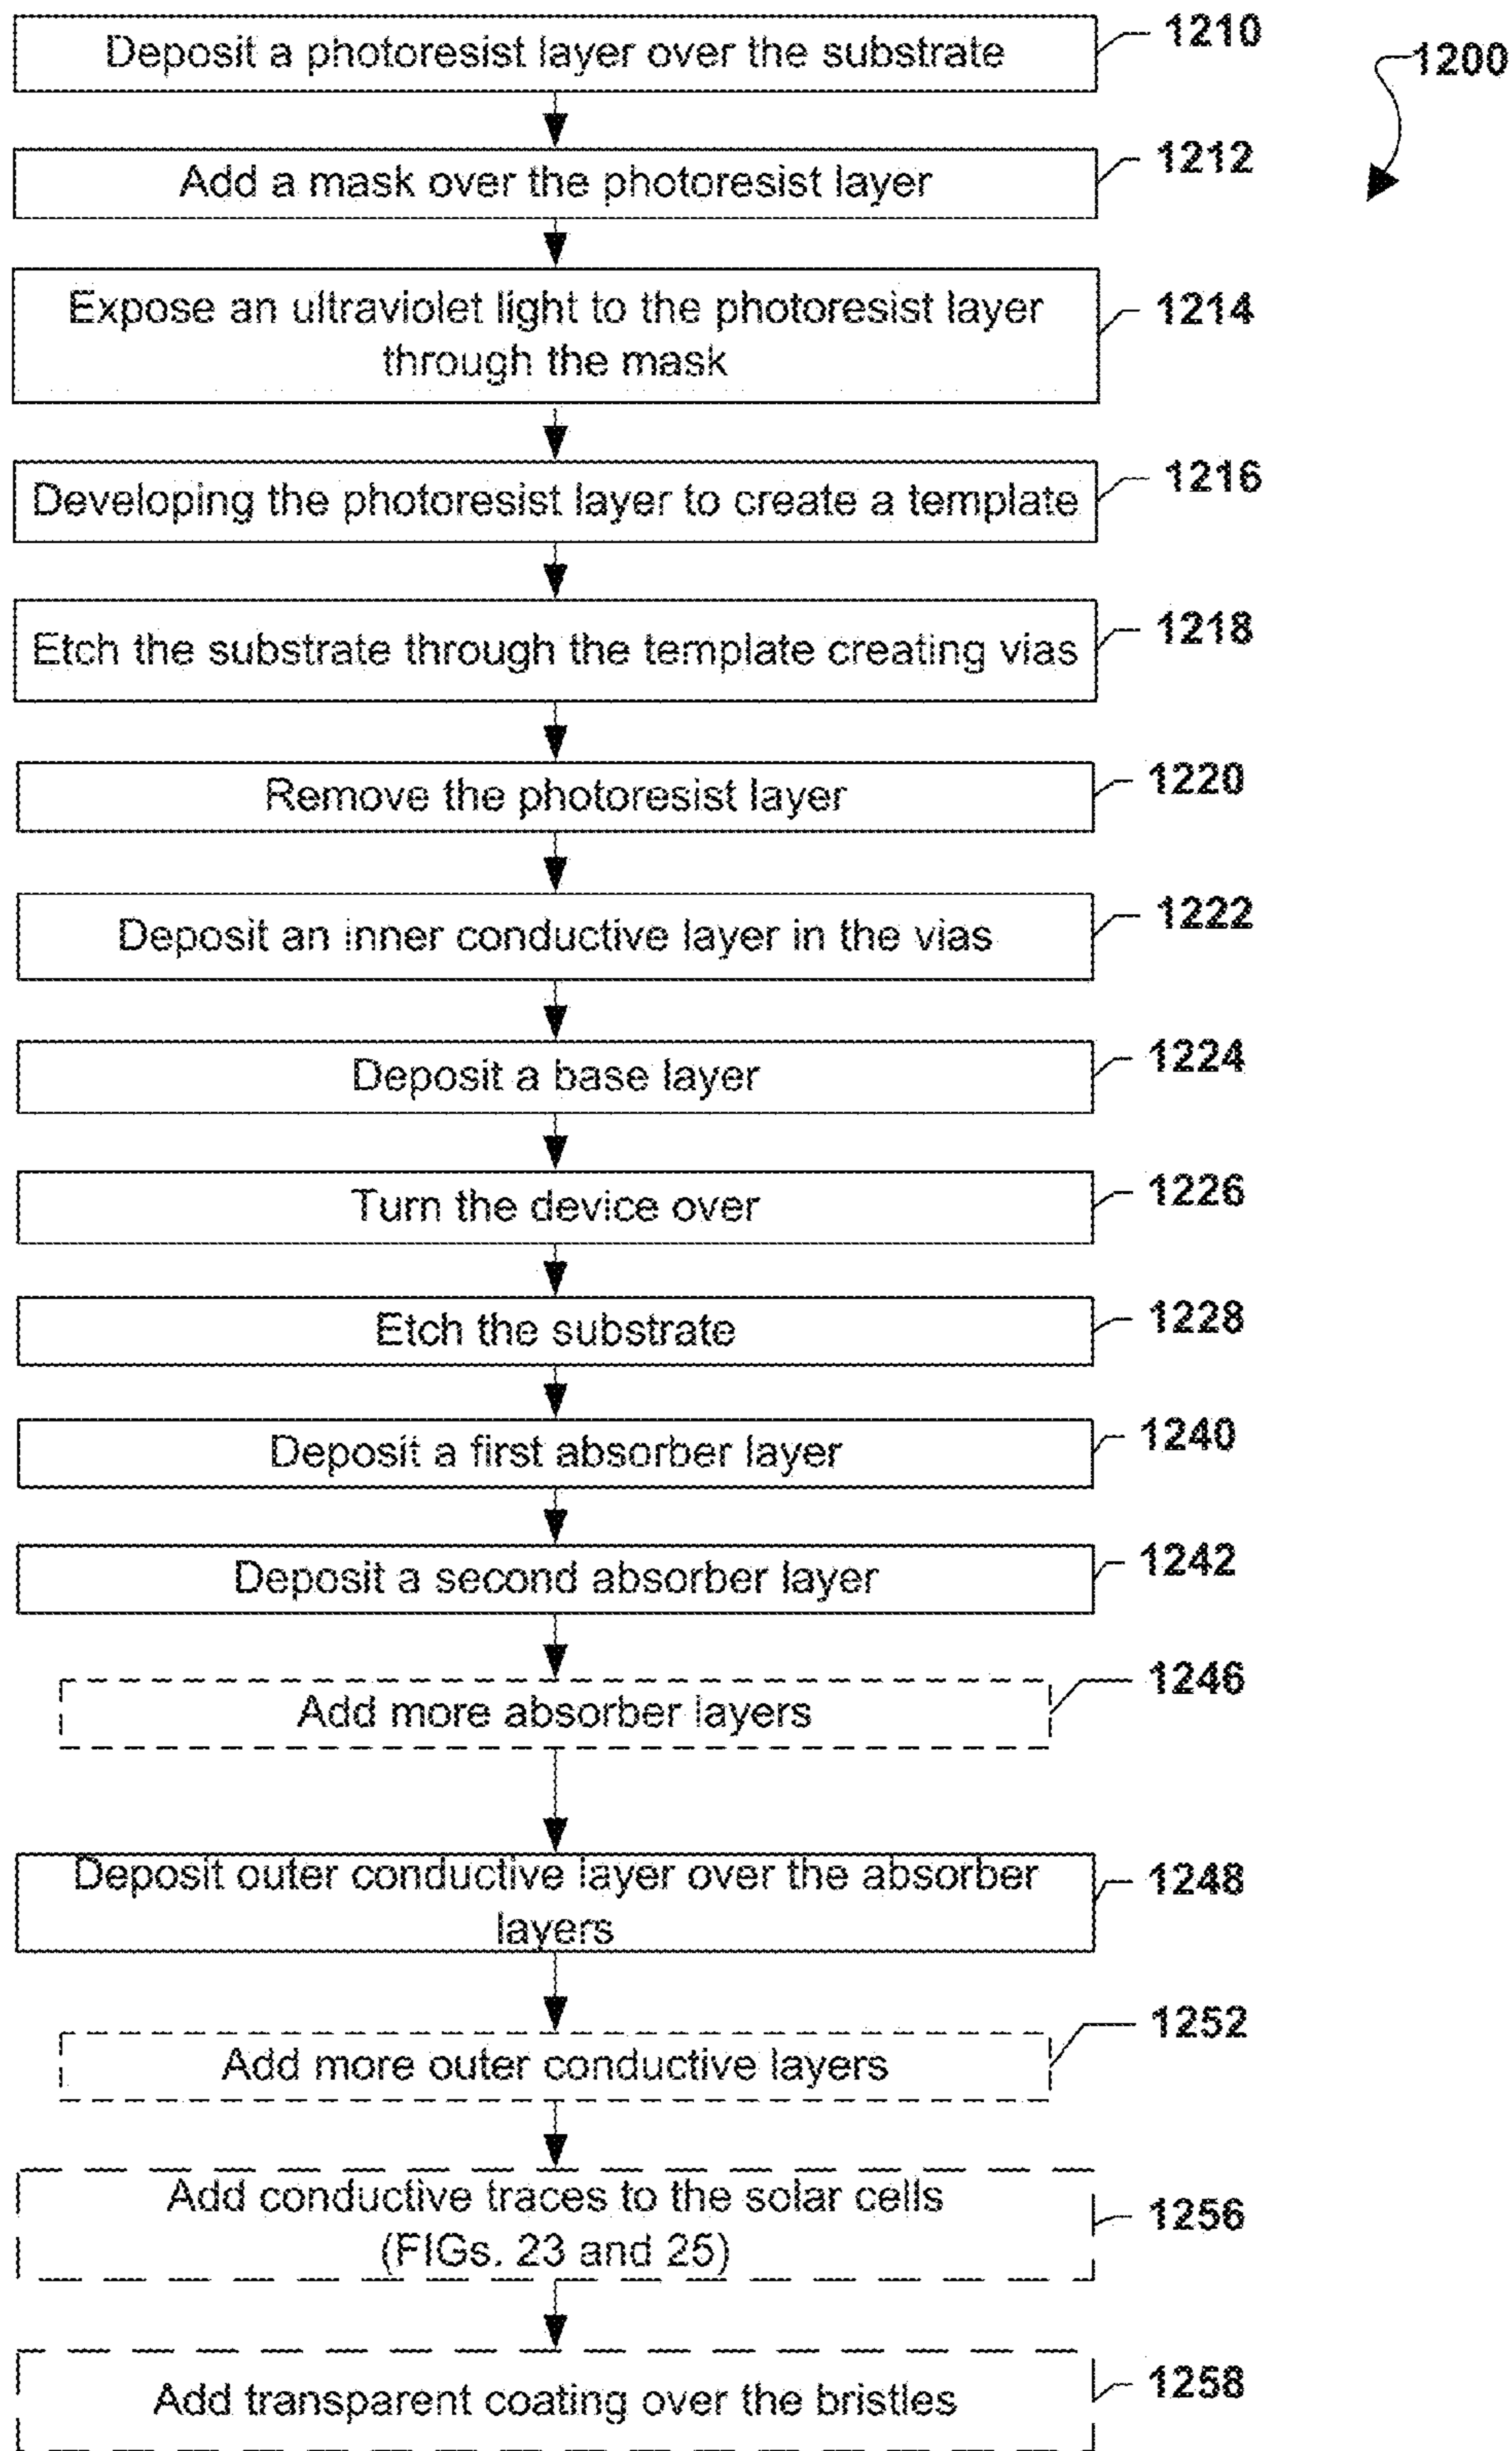 Deposit a photoresist layer over the substrate
1210
1200
Add a mask over the photoresist layer
1212
Expose an ultraviolet light to the photoresist layer
through the mask
1214
Developing the photoresist layer to create a template
1216
Etch the substrate through the template creating vias
1218
Remove the photoresist layer
1220
Deposit an inner conductive layer in the vias
1222
Deposit a base layer
1224
Turn the device over
1226
Etch the substrate
1228
Deposit a first absorber layer
1240
Deposit a second absorber layer
1242
Add more absorber layers
1246
Deposit outer conductive layer over the absorber
layers
1248
Add more outer conductive layers
1252
Add conductive traces to the solar cells
(FIGs. 23 and 25)
1256
Add transparent coating over the bristles
1258